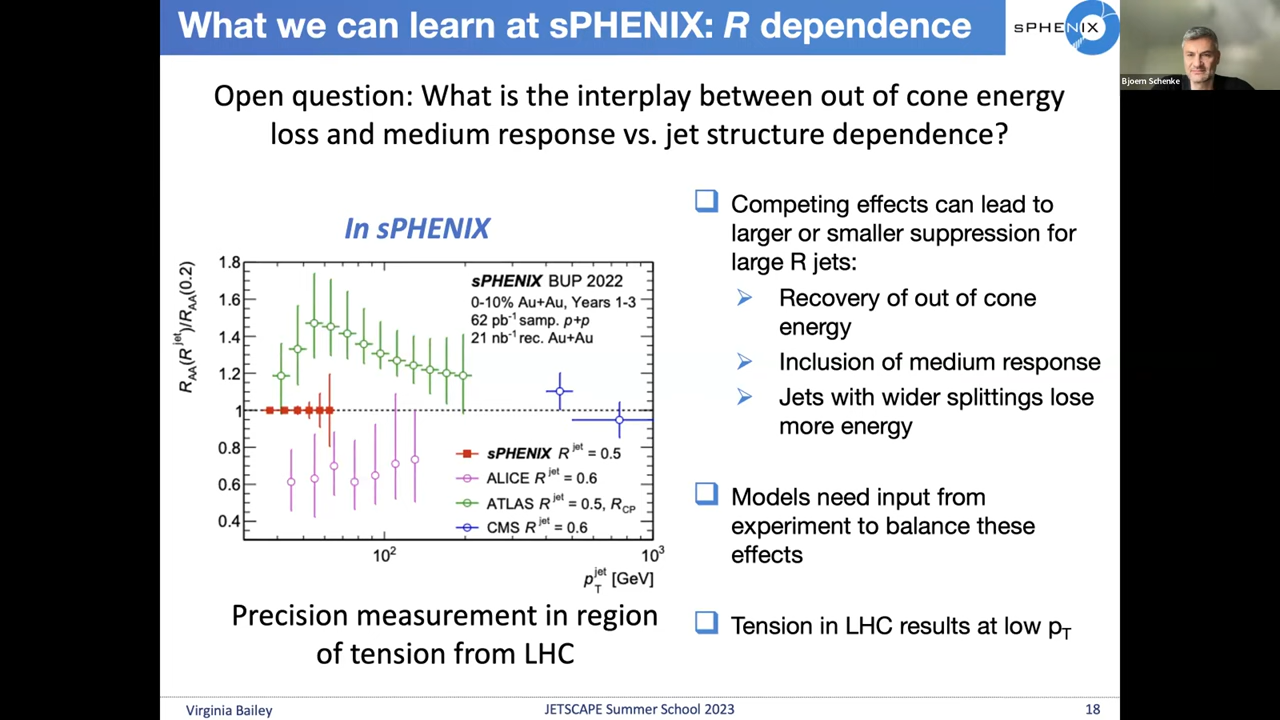 What we can learn at sPHENIX: R dependence
sPHENIX
Bjoern Schenke
Open question: What is the interplay between out of cone energy
loss and medium response vs. jet structure dependence?
In sPHENIX
R_AA(R^jet)/R_AA(0.2)
1.8
1.6
1.4
1.2
1
0.8
0.6
0.4
sPHENIX BUP 2022
0-10% Au+Au, Years 1-3
62 pb⁻¹ samp. p+p
21 nb⁻¹ rec. Au+Au
sPHENIX R^jet = 0.5
ALICE R^jet = 0.6
ATLAS R^jet = 0.5, R_CP
CMS R^jet = 0.6
10²
10³
p_T^jet [GeV]
Precision measurement in region
of tension from LHC
Competing effects can lead to
larger or smaller suppression for
large R jets:
Recovery of out of cone
energy
Inclusion of medium response
Jets with wider splittings lose
more energy
Models need input from
experiment to balance these
effects
Tension in LHC results at low p_T
Virginia Bailey
JETSCAPE Summer School 2023
18